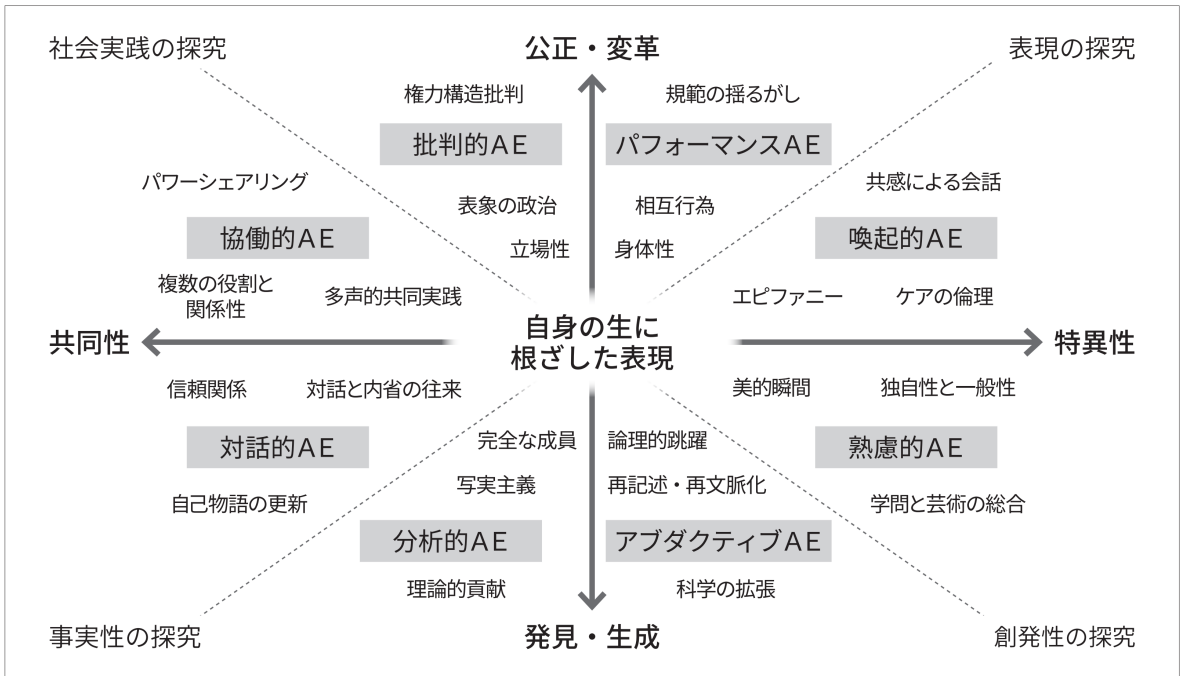 社会実践の探究
公正・変革
表現の探究
権力構造批判
規範の揺るがし
批判的AE
パフォーマンスAE
パワーシェアリング
共感による会話
表象の政治
相互行為
協働的AE
喚起的AE
立場性
身体性
複数の役割と
関係性
多声的共同実践
エピファニー
ケアの倫理
自身の生に
根ざした表現
共同性
特異性
信頼関係
対話と内省の往来
美的瞬間
独自性と一般性
対話的AE
完全な成員
論理的跳躍
熟慮的AE
写実主義
再記述・再文脈化
自己物語の更新
学問と芸術の総合
分析的AE
アブダクティブAE
理論的貢献
科学の拡張
事実性の探究
発見・生成
創発性の探究